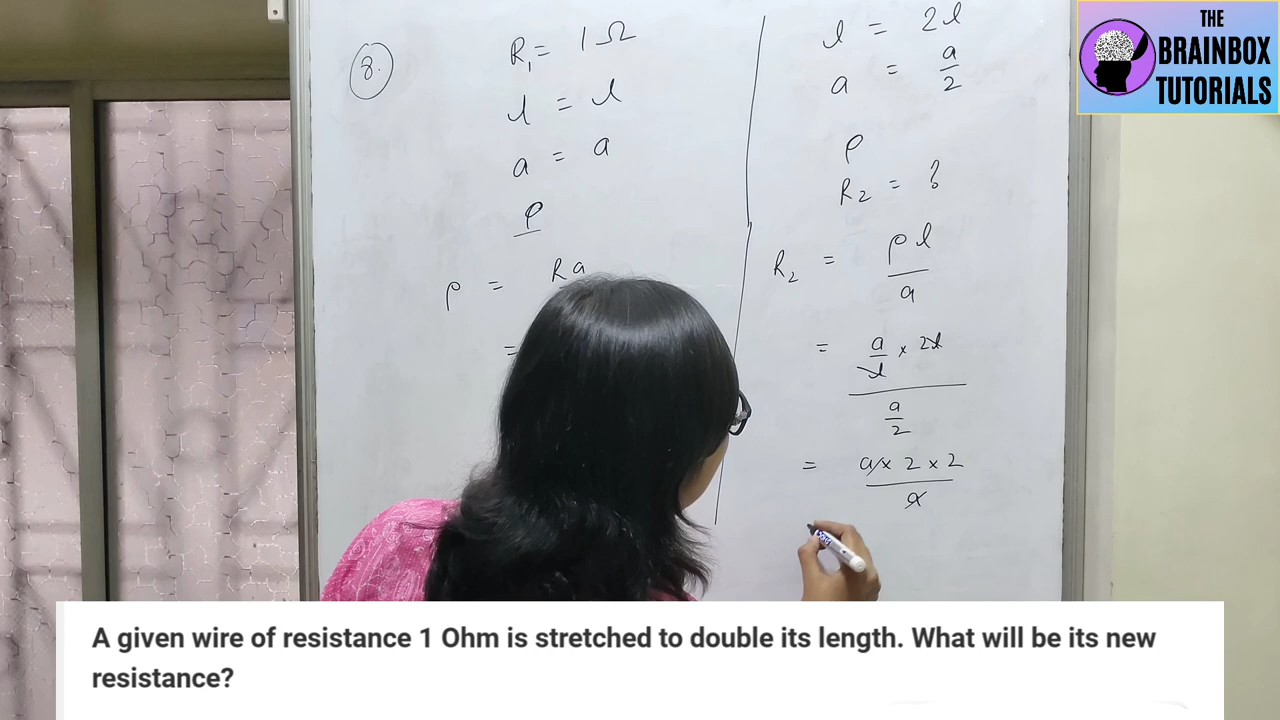 8.
R₁ = 1 Ω
l = l
a = a
ρ
ρ = Ra
=
l = 2l
a = a/2
ρ
R₂ = ?
R₂ = ρl/a
= a/l × 2l
a/2
= a × 2 × 2
a
THE
BRAINBOX
TUTORIALS
A given wire of resistance 1 Ohm is stretched to double its length. What will be its new
resistance?